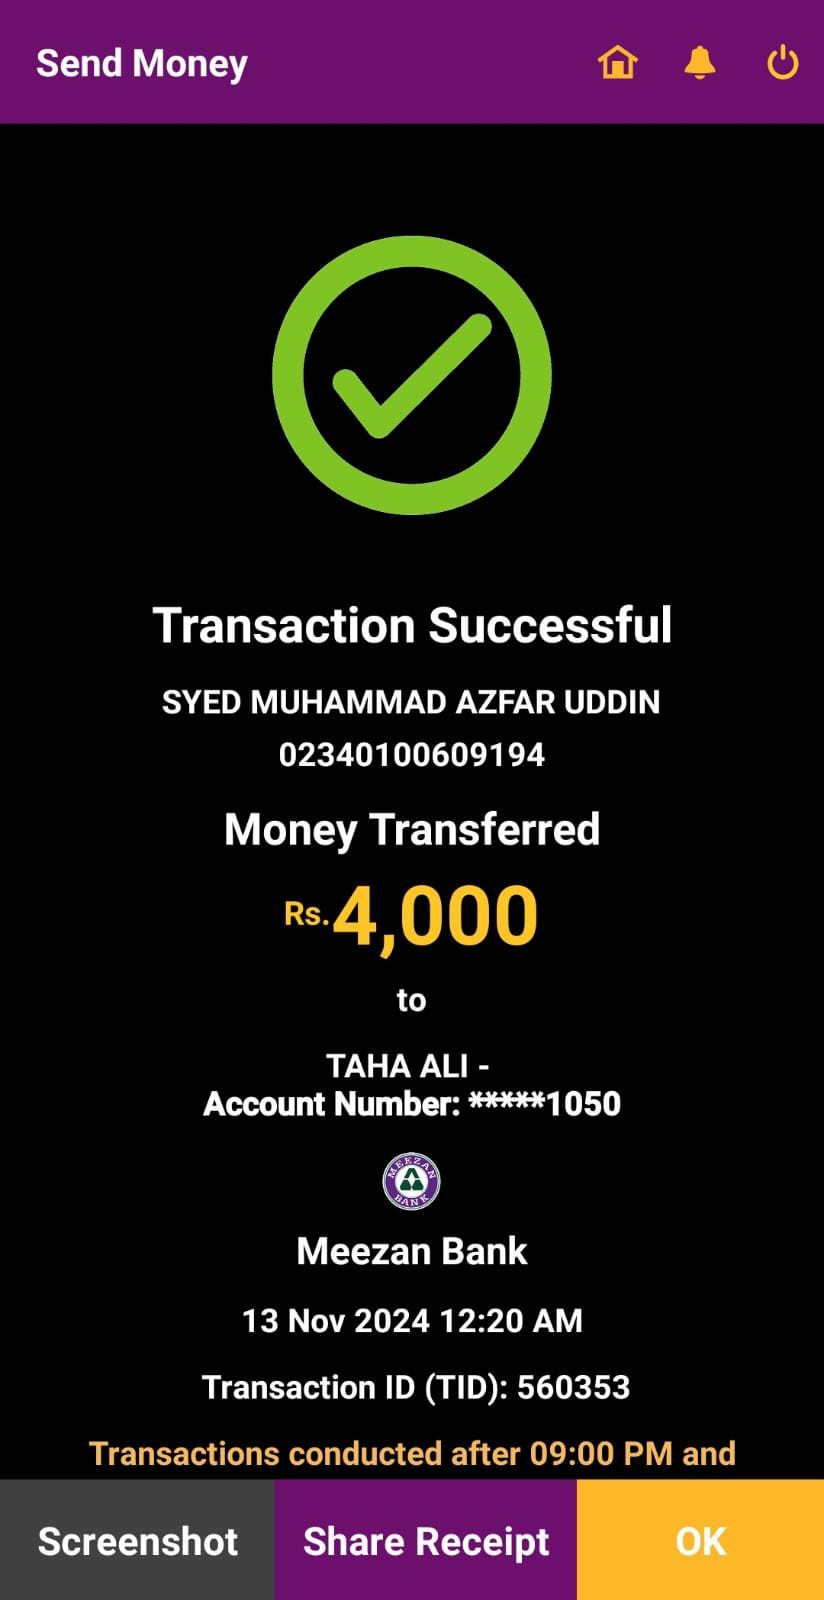 Send Money
Transaction Successful
SYED MUHAMMAD AZFAR UDDIN
02340100609194
Money Transferred
Rs.4,000
to
TAHA ALI -
Account Number: *****1050
MEEZAN
BANK
Meezan Bank
13 Nov 2024 12:20 AM
Transaction ID (TID): 560353
Transactions conducted after 09:00 PM and
Screenshot
Share Receipt
OK